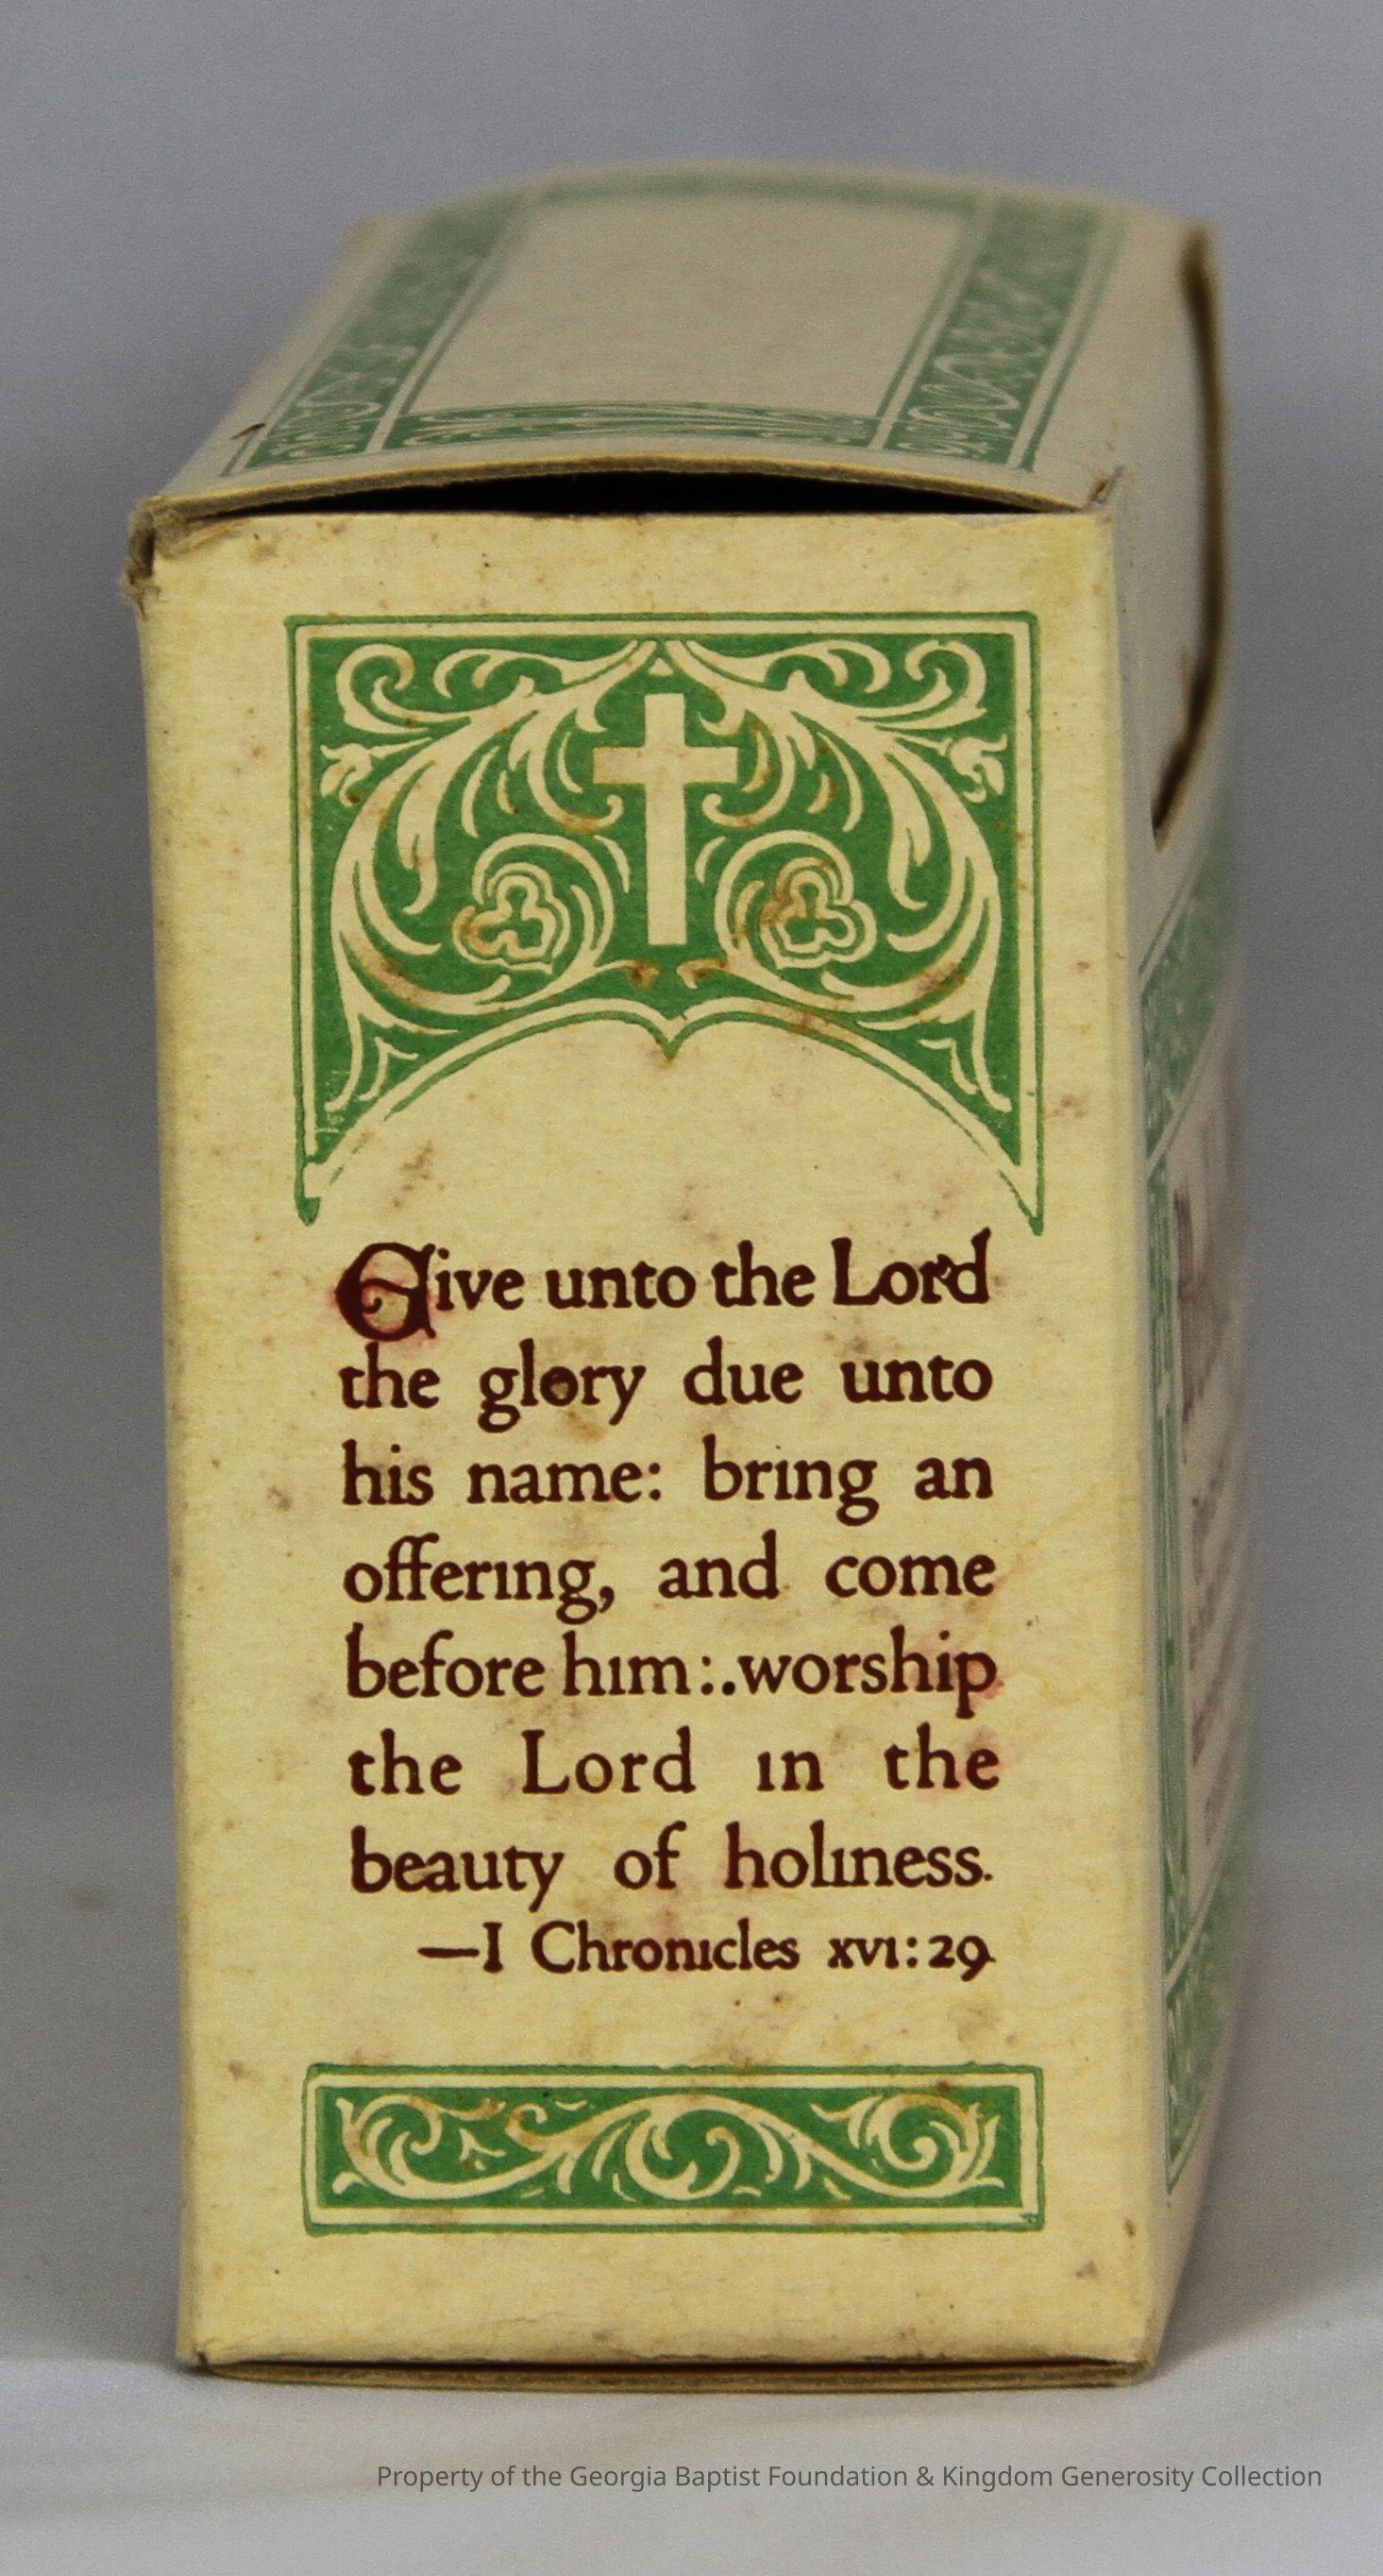 Give unto the Lord
the glory due unto
his name: bring an
offering, and come
before him: worship
the Lord in the
beauty of holiness.
—I Chronicles xvi:29
Property of the Georgia Baptist Foundation & Kingdom Generosity Collection